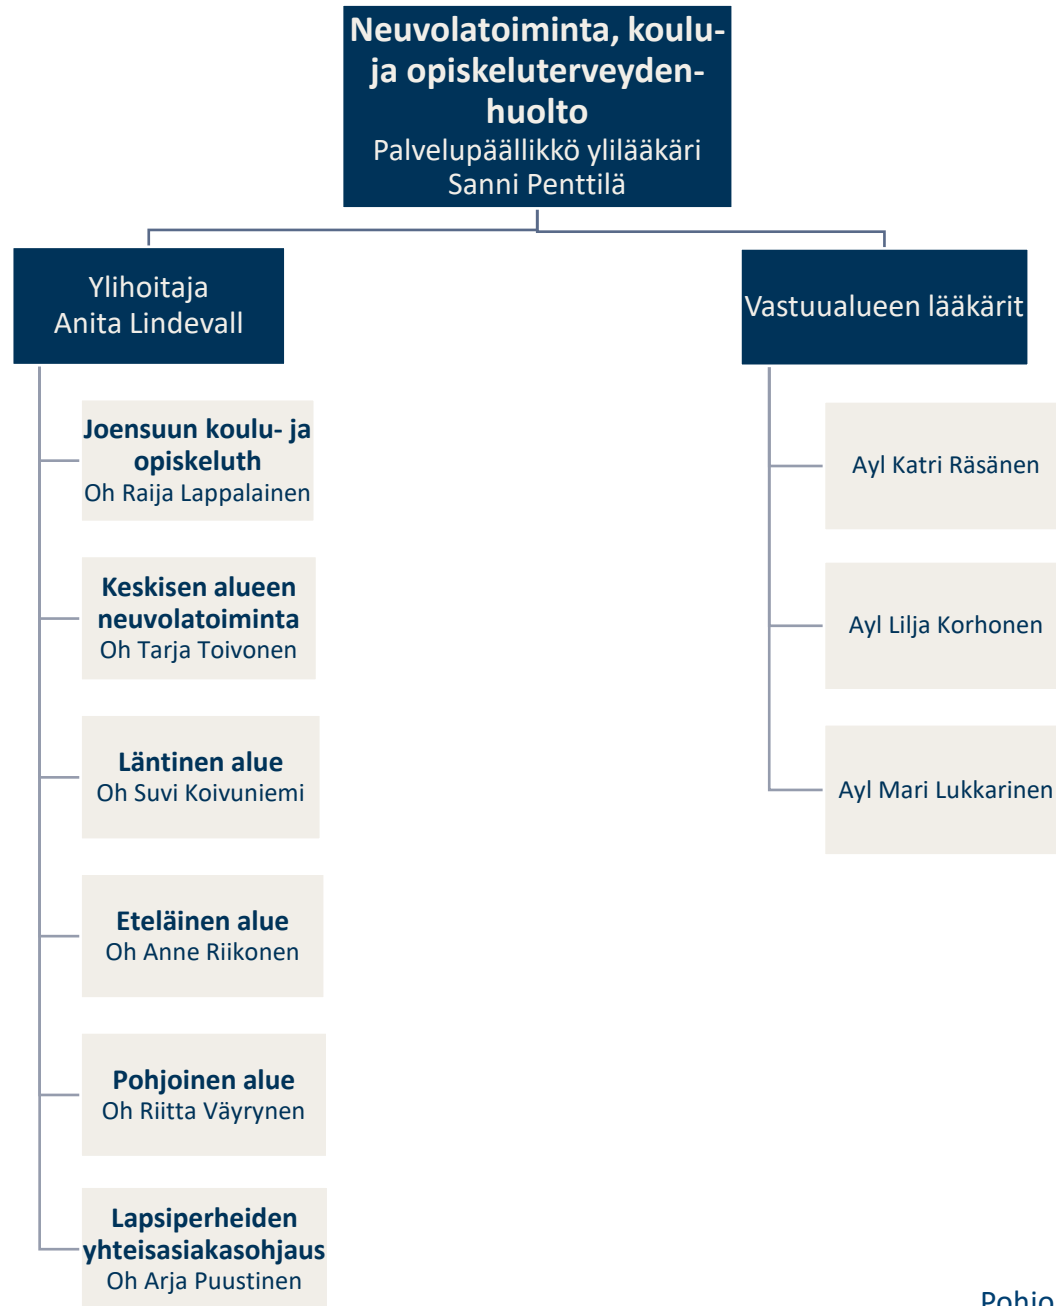 Neuvolatoiminta, koulu-
ja opiskeluterveyden-
huolto
Palvelupäällikkö ylilääkäri
Sanni Penttilä
Ylihoitaja
Anita Lindevall
Joensuun koulu- ja
opiskeluth
Oh Raija Lappalainen
Keskisen alueen
neuvolatoiminta
Oh Tarja Toivonen
Läntinen alue
Oh Suvi Koivuniemi
Eteläinen alue
Oh Anne Riikonen
Pohjoinen alue
Oh Riitta Väyrynen
Lapsiperheiden
yhteisasiakasohjaus
Oh Arja Puustinen
Vastuualueen lääkärit
Ayl Katri Räsänen
Ayl Lilja Korhonen
Ayl Mari Lukkarinen
Pohjo